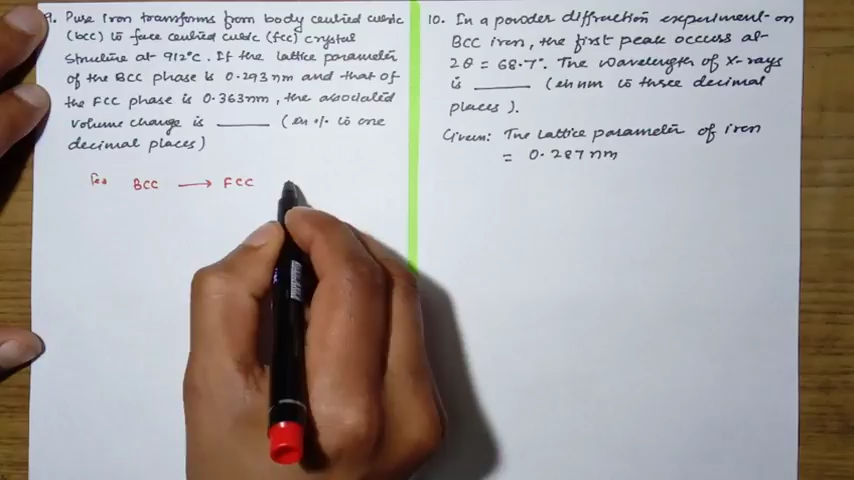 9. Pure Iron transforms from body centred cubic
(bcc) to face centred cubic (fcc) crystal
structure at 912°C. If the lattice parameter
of the BCC phase is 0.293 nm and that of
the FCC phase is 0.363nm, the associated
volume change is ______ (in % to one
decimal places)
BCC → FCC
10. In a powder diffraction experiment on
BCC iron, the first peak occurs at
2θ = 68.7°. The wavelength of X-rays
is ______ (in nm to three decimal
places).
Given: The lattice parameter of iron
= 0.287 nm